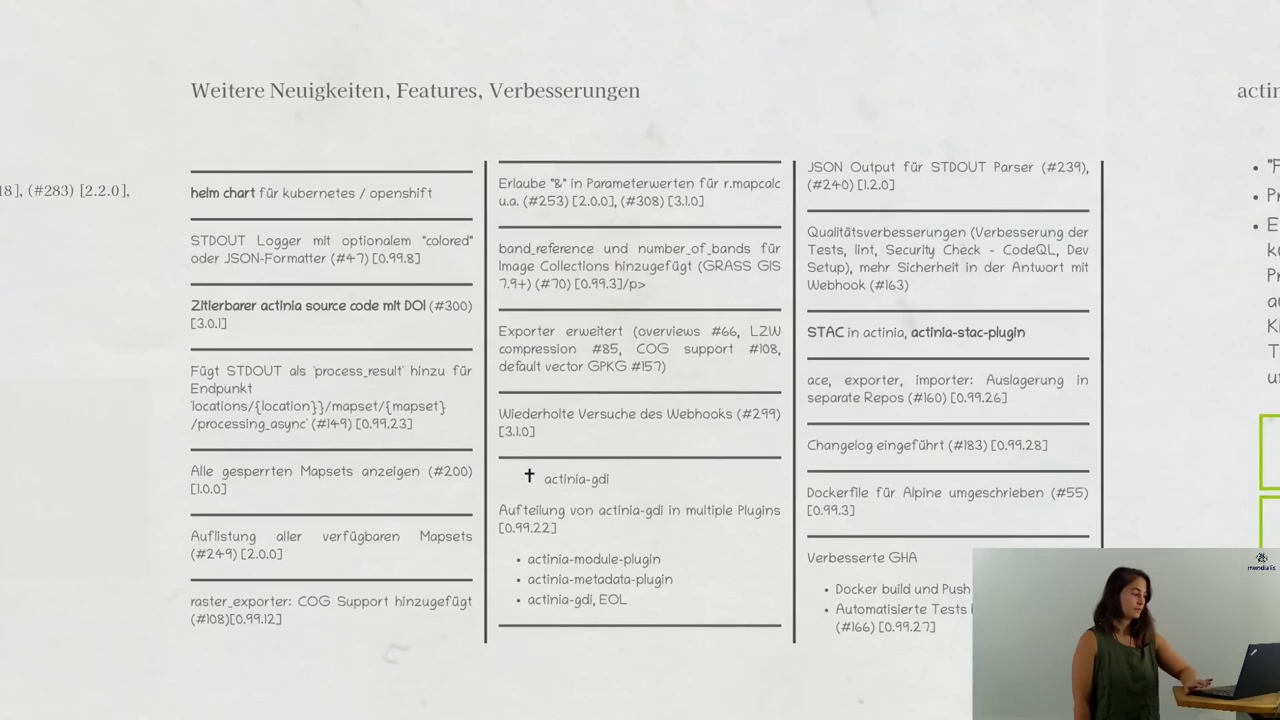 Weitere Neuigkeiten, Features, Verbesserungen
actin
18], (#283) [2.2.0],
helm chart für kubernetes / openshift
STDOUT Logger mit optionalem "colored"
oder JSON-Formatter (#47) [0.99.8]
Zitierbarer actinia source code mit DOI (#300)
[3.0.1]
Fügt STDOUT als `process_result` hinzu für
Endpunkt
`locations/{location}}/mapset/{mapset}
/processing_async` (#149) [0.99.23]
Alle gesperrten Mapsets anzeigen (#200)
[1.0.0]
Auflistung aller verfügbaren Mapsets
(#249) [2.0.0]
raster_exporter: COG Support hinzugefügt
(#108)[0.99.12]
Erlaube "&" in Parameterwerten für r.mapcalc
u.a. (#253) [2.0.0], (#308) [3.1.0]
band_reference und number_of_bands für
Image Collections hinzugefügt (GRASS GIS
7.9+) (#70) [0.99.3]/p>
Exporter erweitert (overviews #66, LZW
compression #85, COG support #108,
default vector GPKG #157)
Wiederholte Versuche des Webhooks (#299)
[3.1.0]
✝ actinia-gdi
Aufteilung von actinia-gdi in multiple Plugins
[0.99.22]
• actinia-module-plugin
• actinia-metadata-plugin
• actinia-gdi, EOL
JSON Output für STDOUT Parser (#239),
(#240) [1.2.0]
Qualitätsverbesserungen (Verbesserung der
Tests, lint, Security Check - CodeQL, Dev
Setup), mehr Sicherheit in der Antwort mit
Webhook (#163)
STAC in actinia, actinia-stac-plugin
ace, exporter, importer: Auslagerung in
separate Repos (#160) [0.99.26]
Changelog eingeführt (#183) [0.99.28]
Dockerfile für Alpine umgeschrieben (#55)
[0.99.3]
Verbesserte GHA
• Docker build und Push
• Automatisierte Tests
(#166) [0.99.27]
mundialis